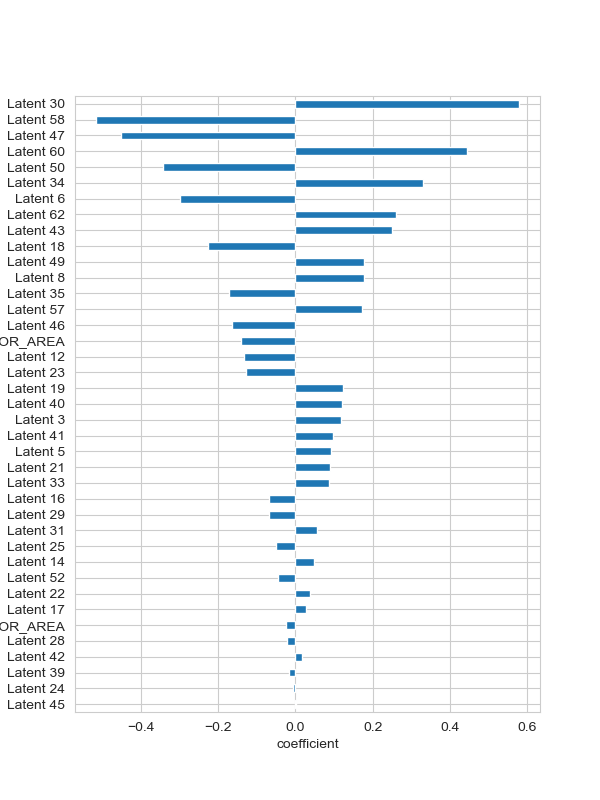 Latent 30
Latent 58
Latent 47
Latent 60
Latent 50
Latent 34
Latent 6
Latent 62
Latent 43
Latent 18
Latent 49
Latent 8
Latent 35
Latent 57
Latent 46
OR_AREA
Latent 12
Latent 23
Latent 19
Latent 40
Latent 3
Latent 41
Latent 5
Latent 21
Latent 33
Latent 16
Latent 29
Latent 31
Latent 25
Latent 14
Latent 52
Latent 22
Latent 17
OR_AREA
Latent 28
Latent 42
Latent 39
Latent 24
Latent 45
−0.4 −0.2 0.0 0.2 0.4 0.6
coefficient